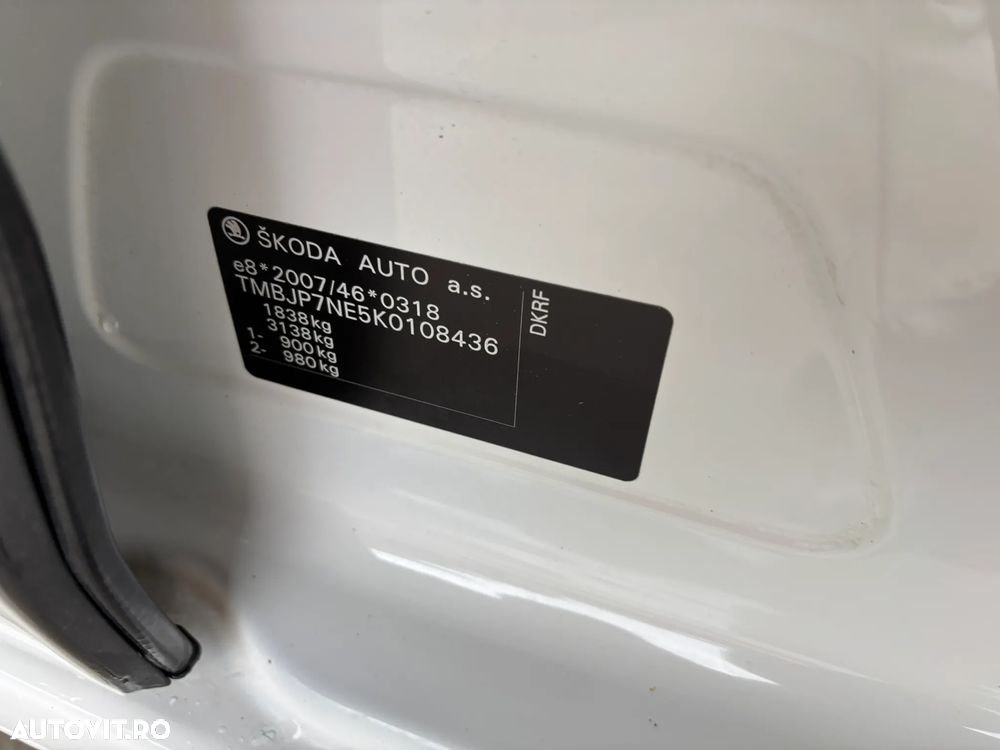 ŠKODA AUTO a.s.
e8*2007/46*0318
TMBJP7NE5K0108436
1838kg
3138kg
1- 900kg
2- 980kg
DKRF
AUTOVIT.RO